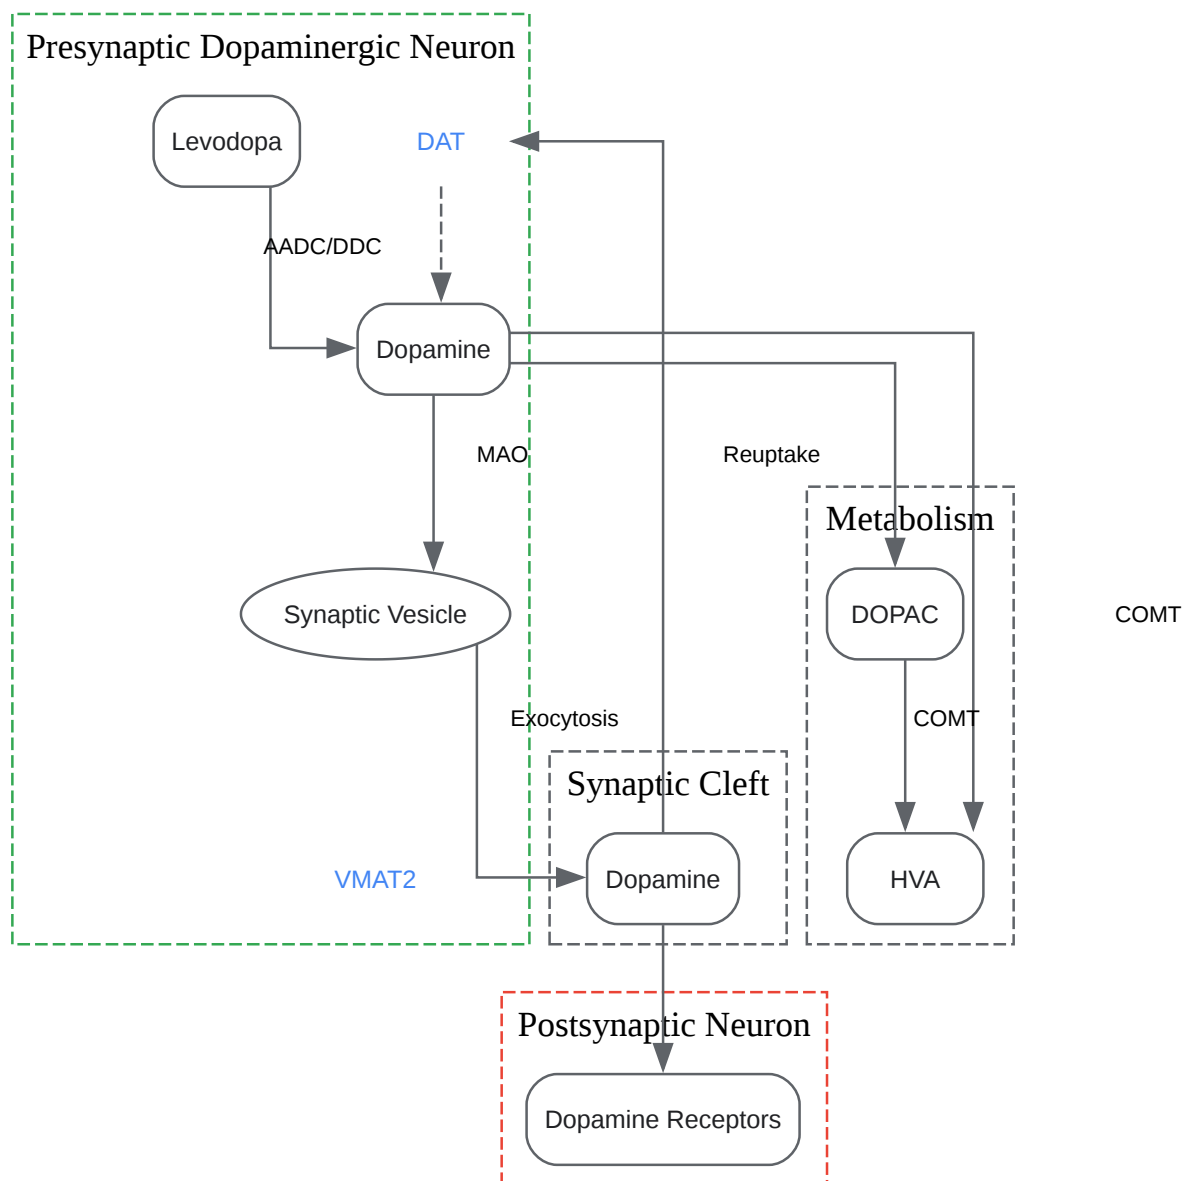 Presynaptic Dopaminergic Neuron
Levodopa
DAT
AADC/DDC
Dopamine
MAO
Reuptake
Metabolism
Synaptic Vesicle
DOPAC
COMT
Exocytosis
COMT
Synaptic Cleft
VMAT2
Dopamine
HVA
Postsynaptic Neuron
Dopamine Receptors